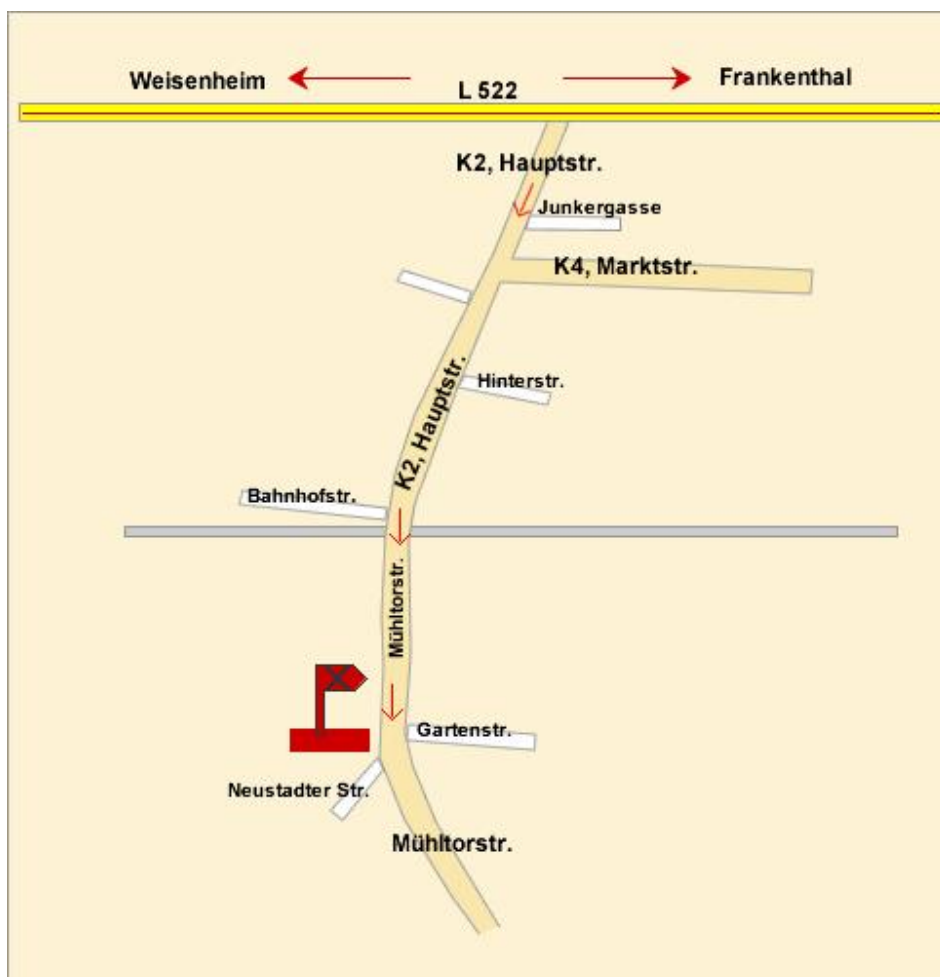 Weisenheim
Frankenthal
L 522
K2, Hauptstr.
Junkergasse
K4, Marktstr.
K2, Hauptstr.
Hinterstr.
Bahnhofstr.
Mühltorstr.
Gartenstr.
Neustadter Str.
Mühltorstr.